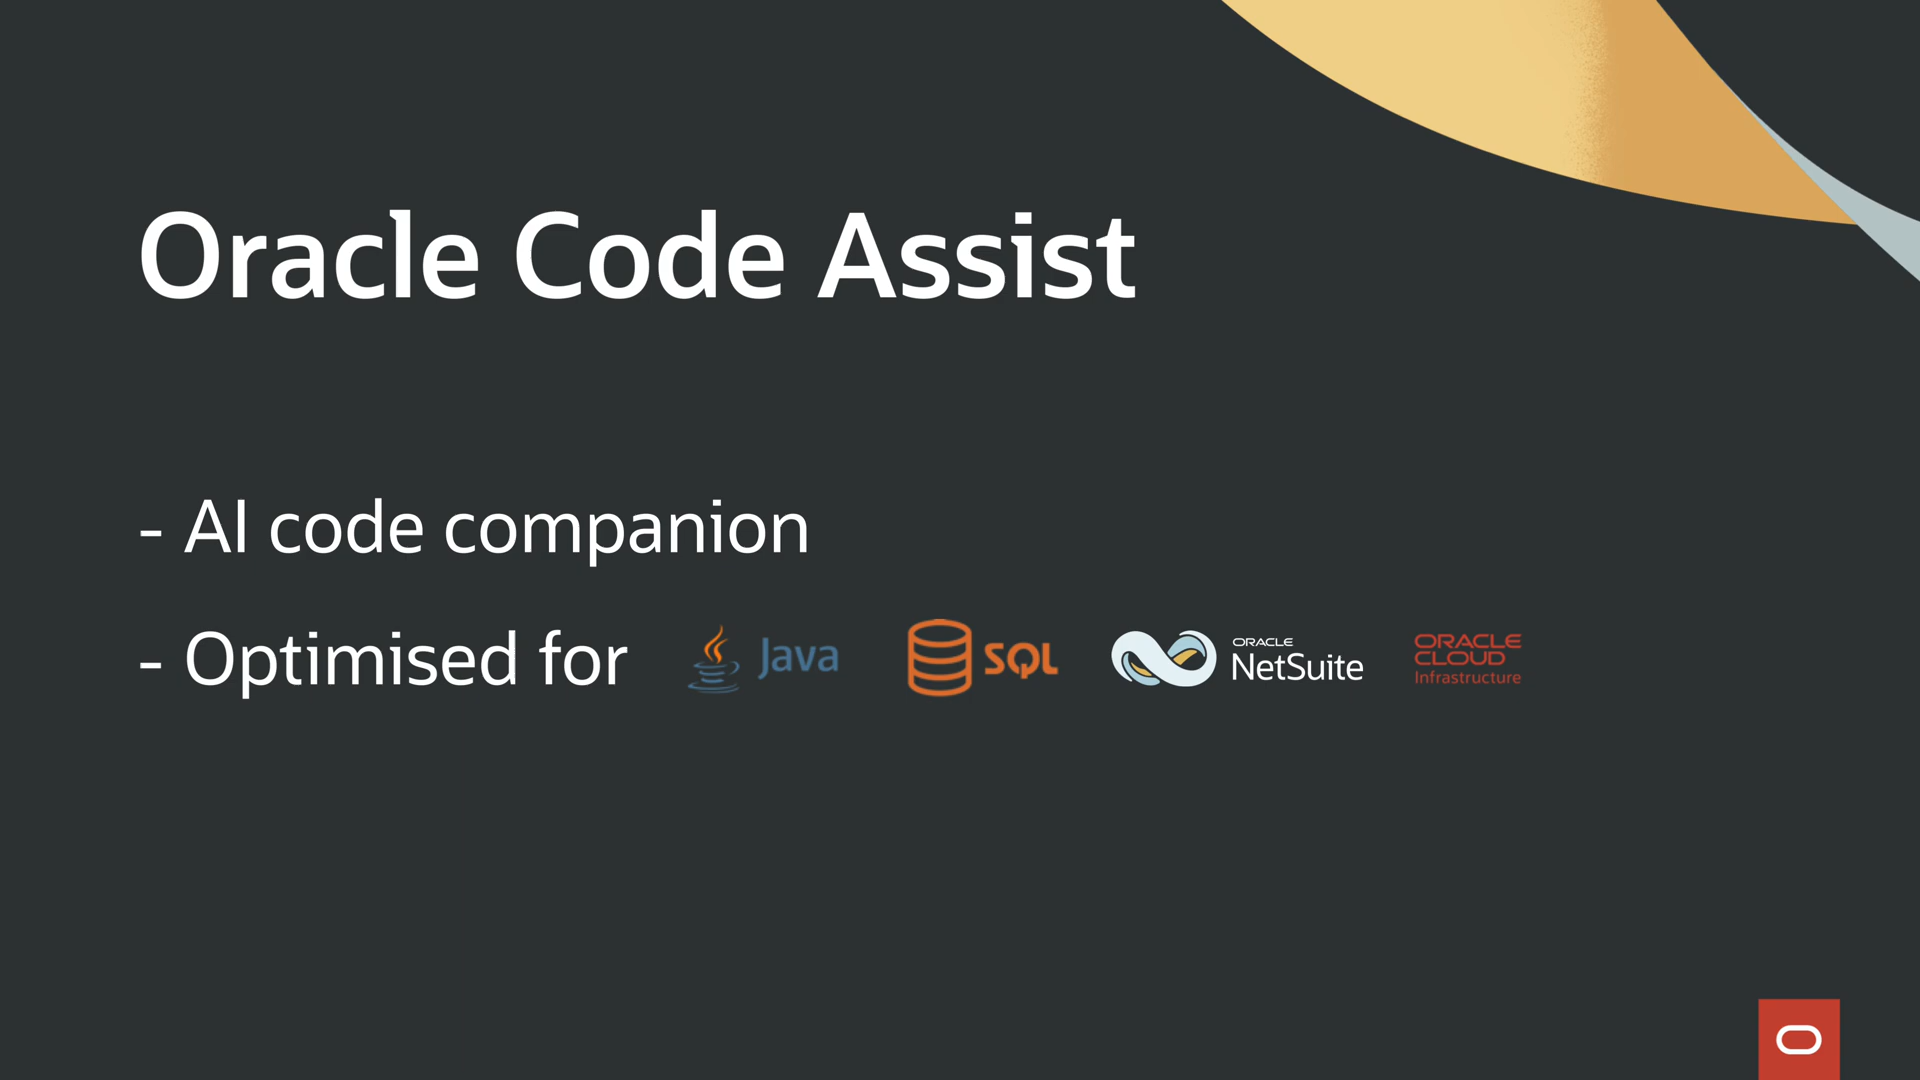 Oracle Code Assist
- AI code companion
- Optimised for Java SQL ORACLE NetSuite ORACLE CLOUD Infrastructure